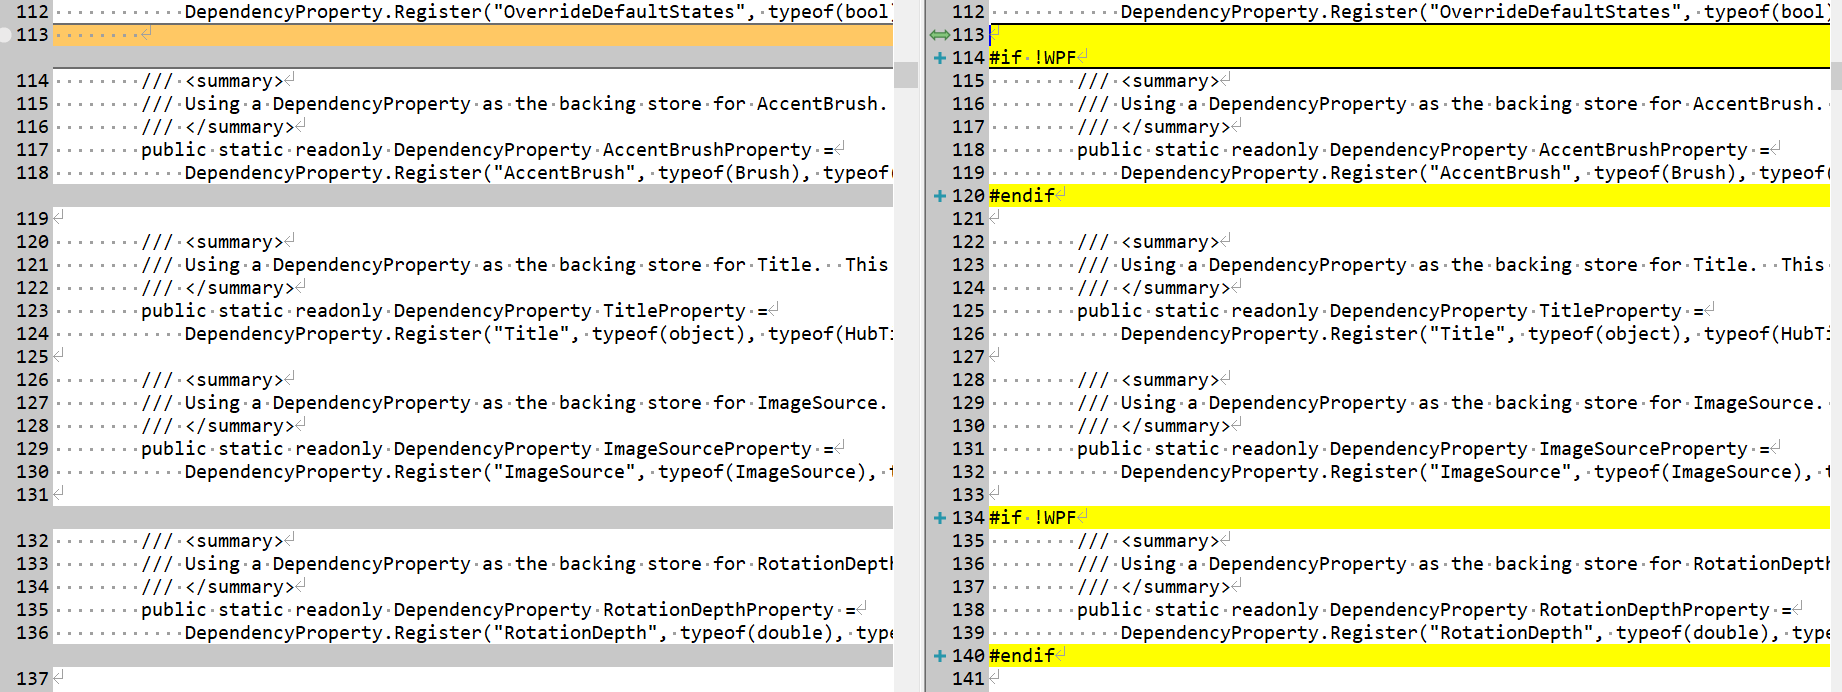 112 DependencyProperty.Register("OverrideDefaultStates", typeof(bool)
113
114 /// <summary>
115 /// Using a DependencyProperty as the backing store for AccentBrush.
116 /// </summary>
117 public static readonly DependencyProperty AccentBrushProperty =
118 DependencyProperty.Register("AccentBrush", typeof(Brush), typeof(
119
120 /// <summary>
121 /// Using a DependencyProperty as the backing store for Title.  This
122 /// </summary>
123 public static readonly DependencyProperty TitleProperty =
124 DependencyProperty.Register("Title", typeof(object), typeof(HubTi
125
126 /// <summary>
127 /// Using a DependencyProperty as the backing store for ImageSource.
128 /// </summary>
129 public static readonly DependencyProperty ImageSourceProperty =
130 DependencyProperty.Register("ImageSource", typeof(ImageSource), t
131
132 /// <summary>
133 /// Using a DependencyProperty as the backing store for RotationDepth
134 /// </summary>
135 public static readonly DependencyProperty RotationDepthProperty =
136 DependencyProperty.Register("RotationDepth", typeof(double), type
137
112 DependencyProperty.Register("OverrideDefaultStates", typeof(bool)
113
114 #if !WPF
115 /// <summary>
116 /// Using a DependencyProperty as the backing store for AccentBrush.
117 /// </summary>
118 public static readonly DependencyProperty AccentBrushProperty =
119 DependencyProperty.Register("AccentBrush", typeof(Brush), typeof(
120 #endif
121
122 /// <summary>
123 /// Using a DependencyProperty as the backing store for Title.  This
124 /// </summary>
125 public static readonly DependencyProperty TitleProperty =
126 DependencyProperty.Register("Title", typeof(object), typeof(HubTi
127
128 /// <summary>
129 /// Using a DependencyProperty as the backing store for ImageSource.
130 /// </summary>
131 public static readonly DependencyProperty ImageSourceProperty =
132 DependencyProperty.Register("ImageSource", typeof(ImageSource), t
133
134 #if !WPF
135 /// <summary>
136 /// Using a DependencyProperty as the backing store for RotationDepth
137 /// </summary>
138 public static readonly DependencyProperty RotationDepthProperty =
139 DependencyProperty.Register("RotationDepth", typeof(double), type
140 #endif
141